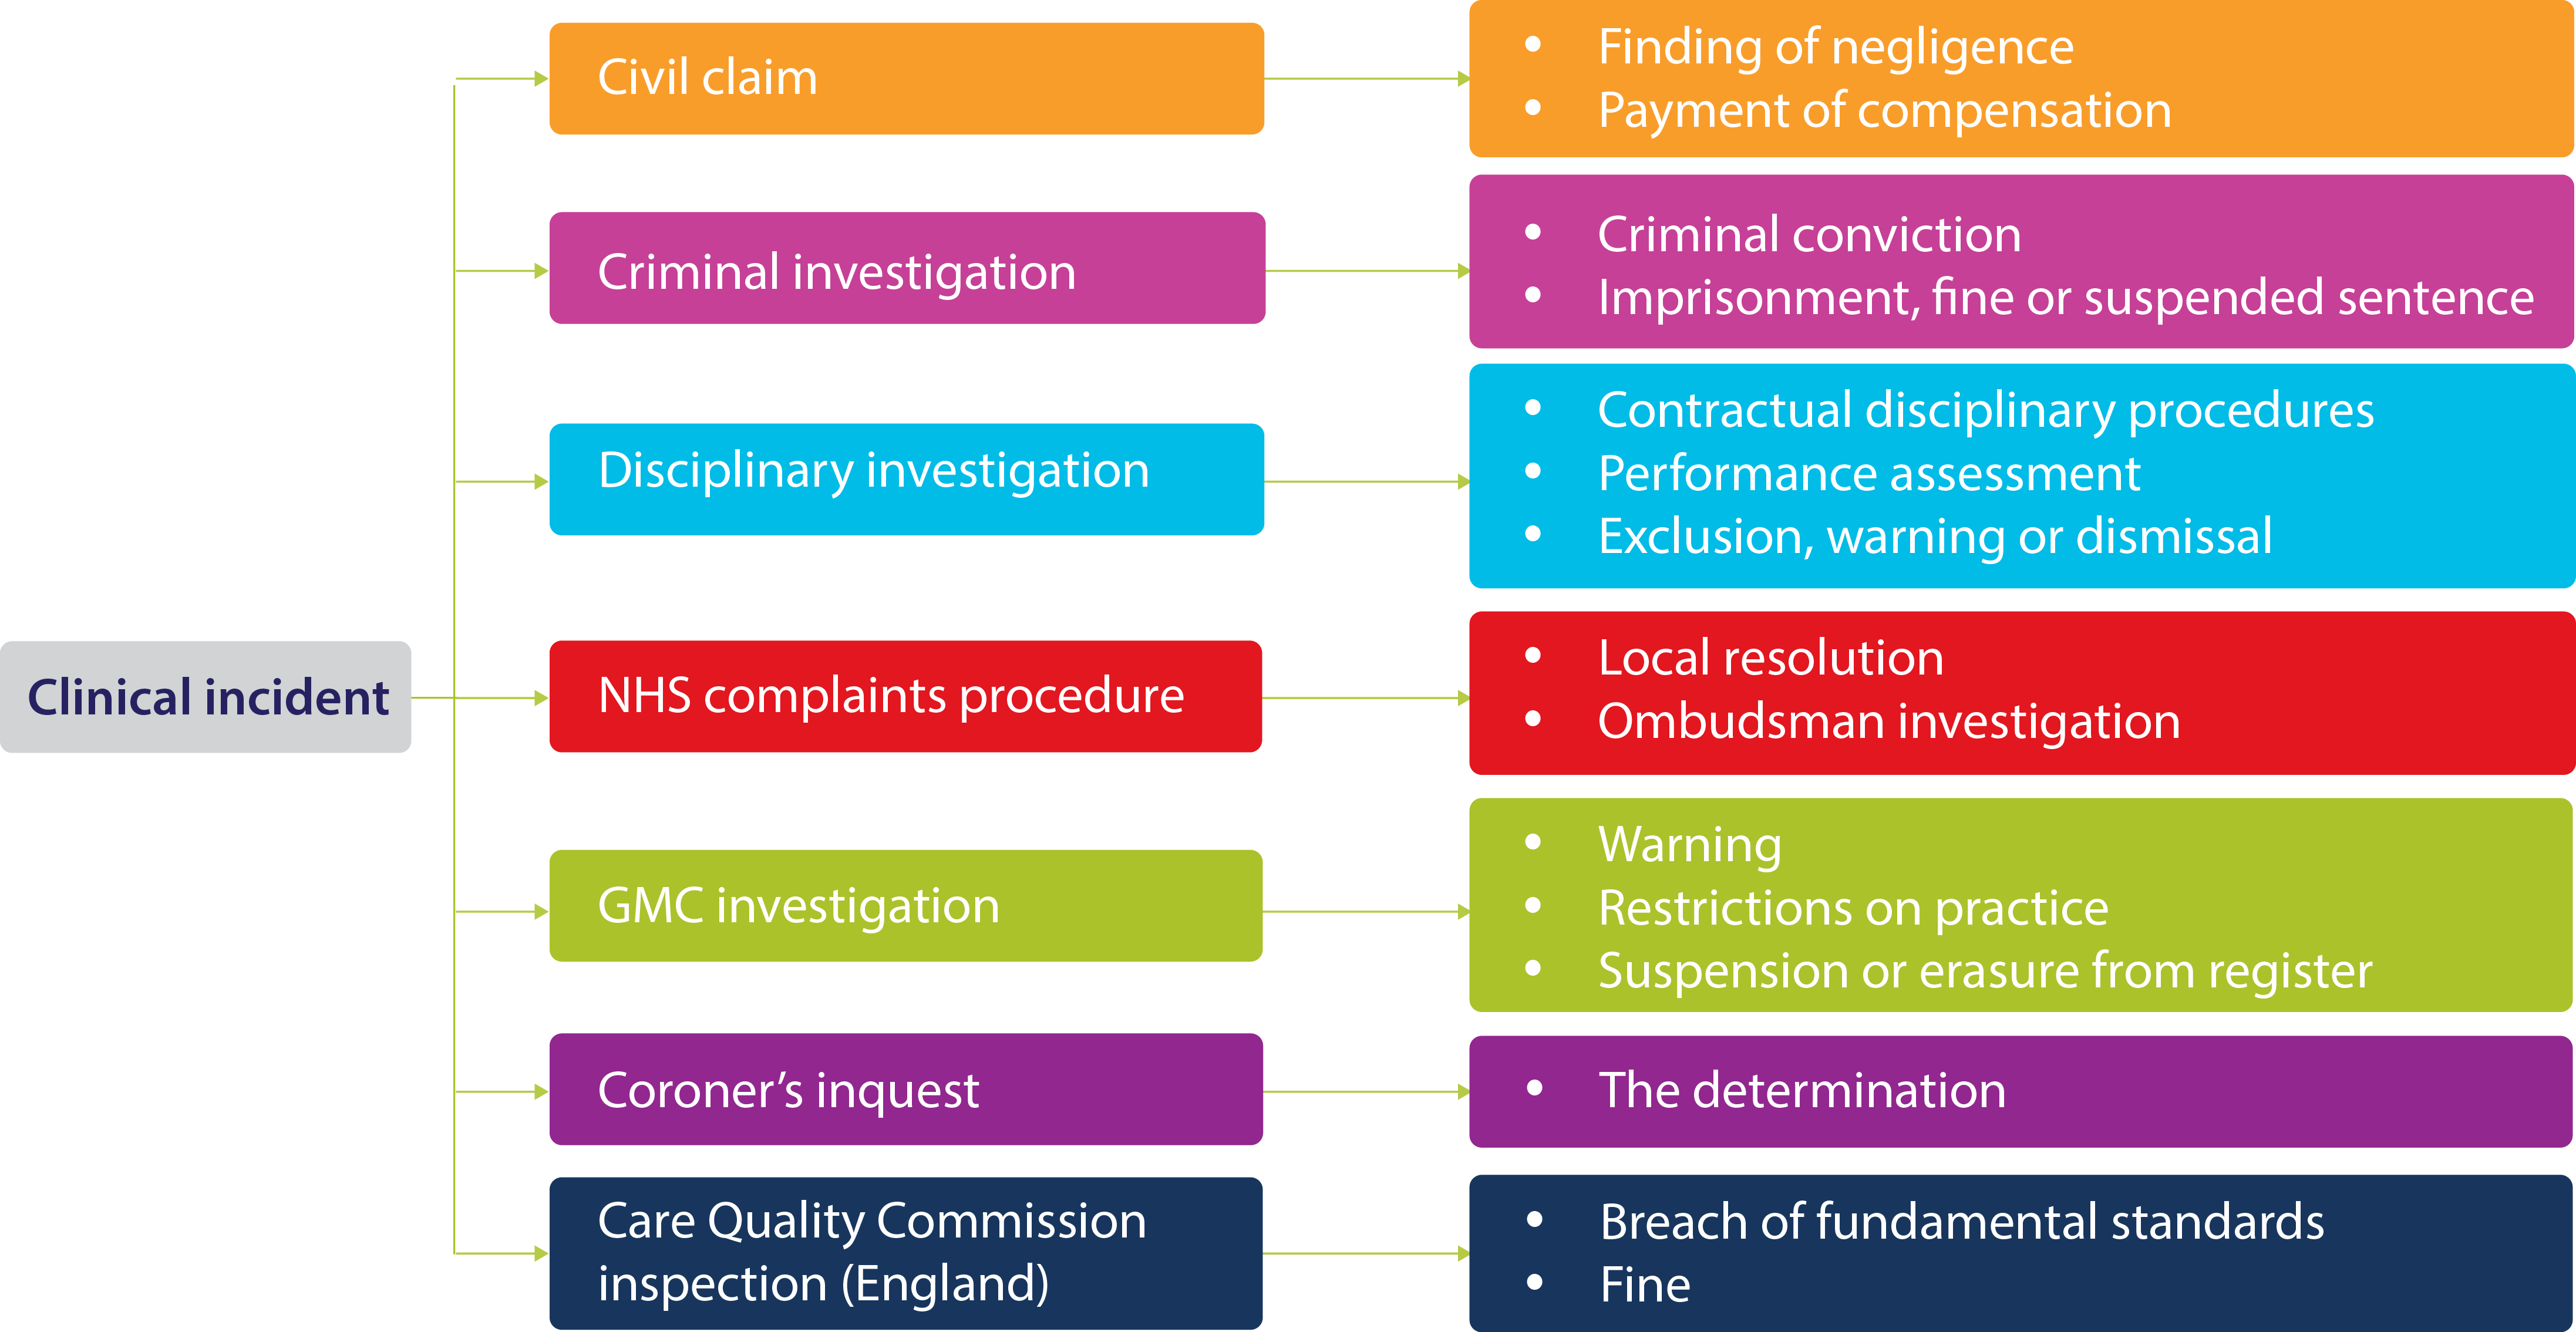 Clinical incident
Civil claim
• Finding of negligence
• Payment of compensation
Criminal investigation
• Criminal conviction
• Imprisonment, fine or suspended sentence
Disciplinary investigation
• Contractual disciplinary procedures
• Performance assessment
• Exclusion, warning or dismissal
NHS complaints procedure
• Local resolution
• Ombudsman investigation
GMC investigation
• Warning
• Restrictions on practice
• Suspension or erasure from register
Coroner’s inquest
• The determination
Care Quality Commission
inspection (England)
• Breach of fundamental standards
• Fine